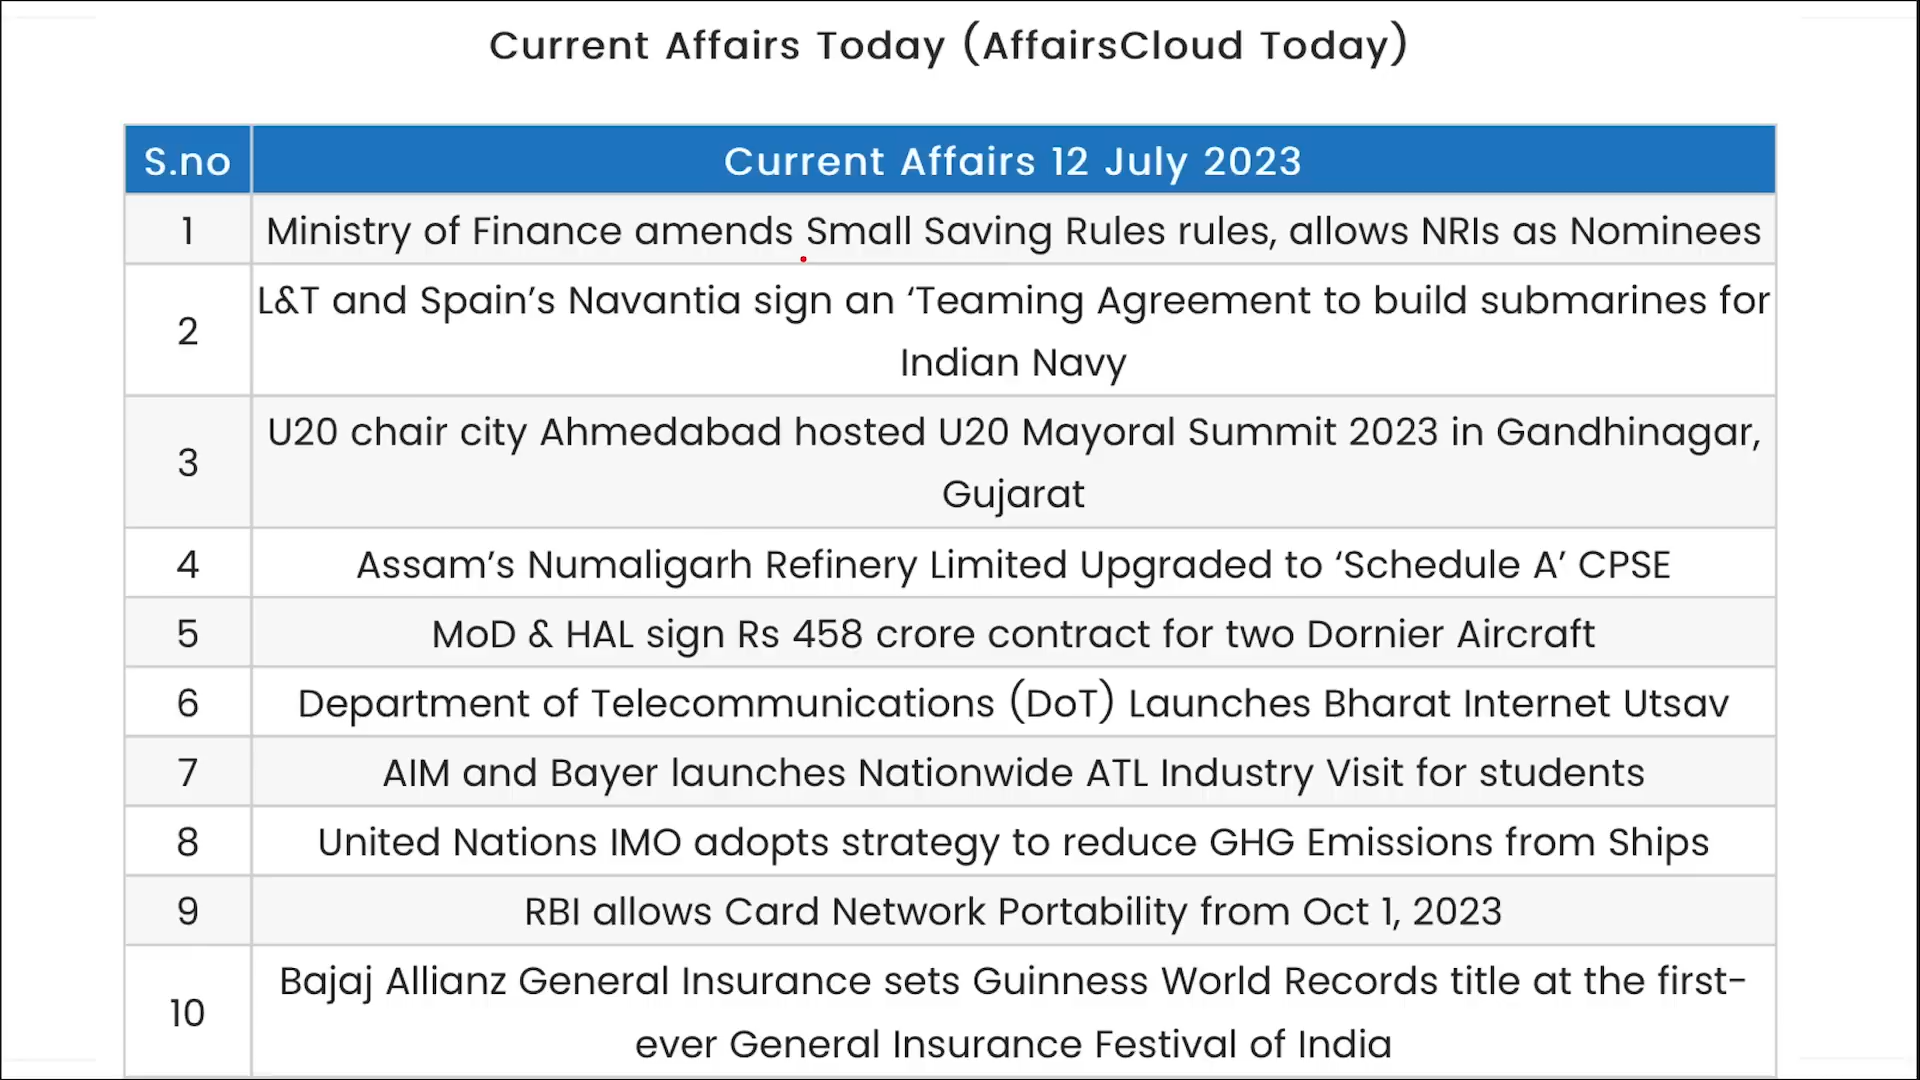 Current Affairs Today (AffairsCloud Today)
S.no Current Affairs 12 July 2023
1 Ministry of Finance amends Small Saving Rules rules, allows NRIs as Nominees
2 L&T and Spain’s Navantia sign an ‘Teaming Agreement to build submarines for
Indian Navy
3 U20 chair city Ahmedabad hosted U20 Mayoral Summit 2023 in Gandhinagar,
Gujarat
4 Assam’s Numaligarh Refinery Limited Upgraded to ‘Schedule A’ CPSE
5 MoD & HAL sign Rs 458 crore contract for two Dornier Aircraft
6 Department of Telecommunications (DoT) Launches Bharat Internet Utsav
7 AIM and Bayer launches Nationwide ATL Industry Visit for students
8 United Nations IMO adopts strategy to reduce GHG Emissions from Ships
9 RBI allows Card Network Portability from Oct 1, 2023
10 Bajaj Allianz General Insurance sets Guinness World Records title at the first-
ever General Insurance Festival of India